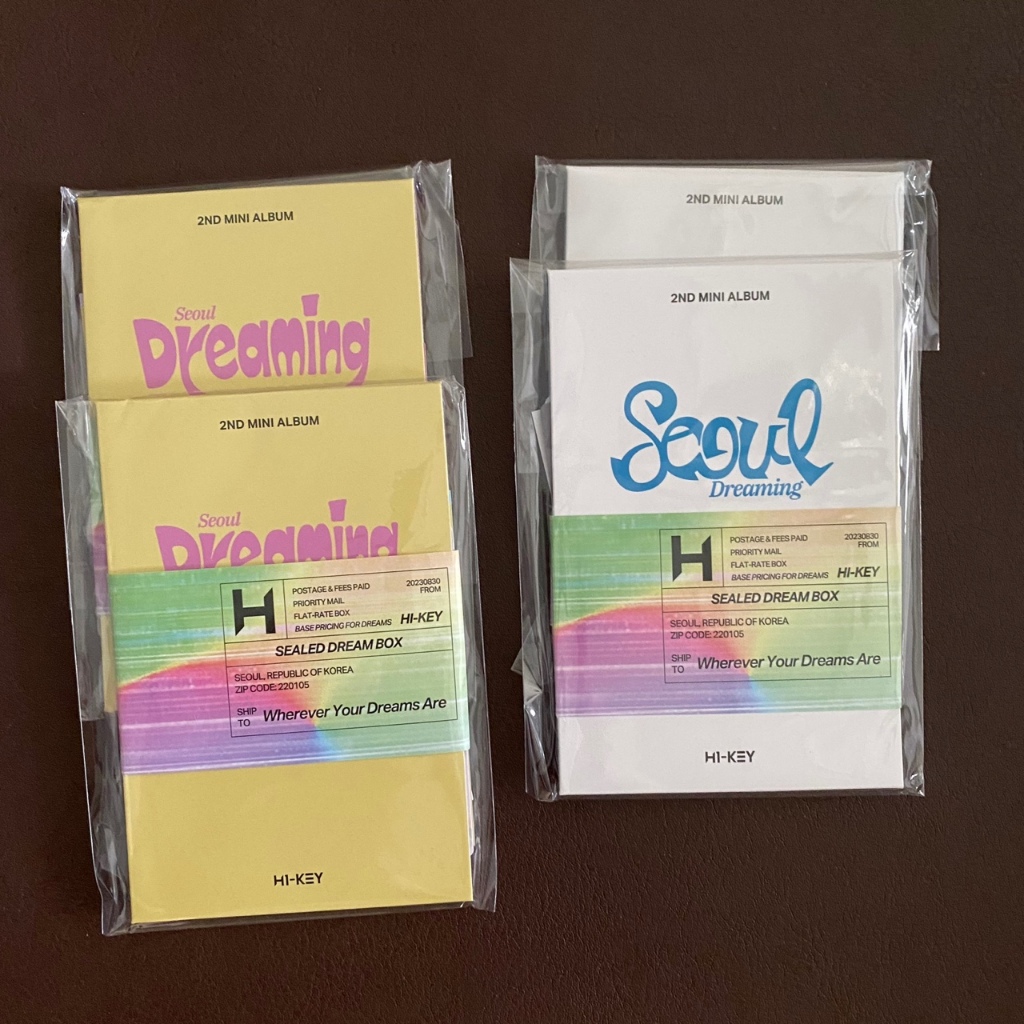 2ND MINI ALBUM
Seoul
Dreaming
2ND MINI ALBUM
Seoul
Dreaming
POSTAGE & FEES PAID
20230830
FROM
PRIORITY MAIL
FLAT-RATE BOX
BASE PRICING FOR DREAMS
HI-KEY
SEALED DREAM BOX
SEOUL, REPUBLIC OF KOREA
ZIP CODE: 220105
SHIP TO
Wherever Your Dreams Are
H1-KEY
2ND MINI ALBUM
2ND MINI ALBUM
Seoul
Dreaming
H
POSTAGE & FEES PAID
20230830
FROM
PRIORITY MAIL
FLAT-RATE BOX
BASE PRICING FOR DREAMS
HI-KEY
SEALED DREAM BOX
SEOUL, REPUBLIC OF KOREA
ZIP CODE: 220105
SHIP TO
Wherever Your Dreams Are
H1-KEY